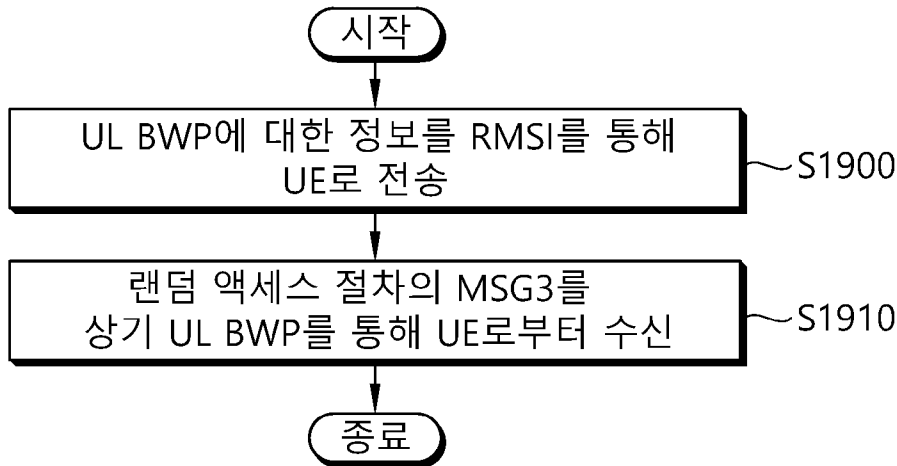 시작
UL BWP에 대한 정보를 RMSI를 통해
UE로 전송
S1900
랜덤 액세스 절차의 MSG3를
상기 UL BWP를 통해 UE로부터 수신
S1910
종료